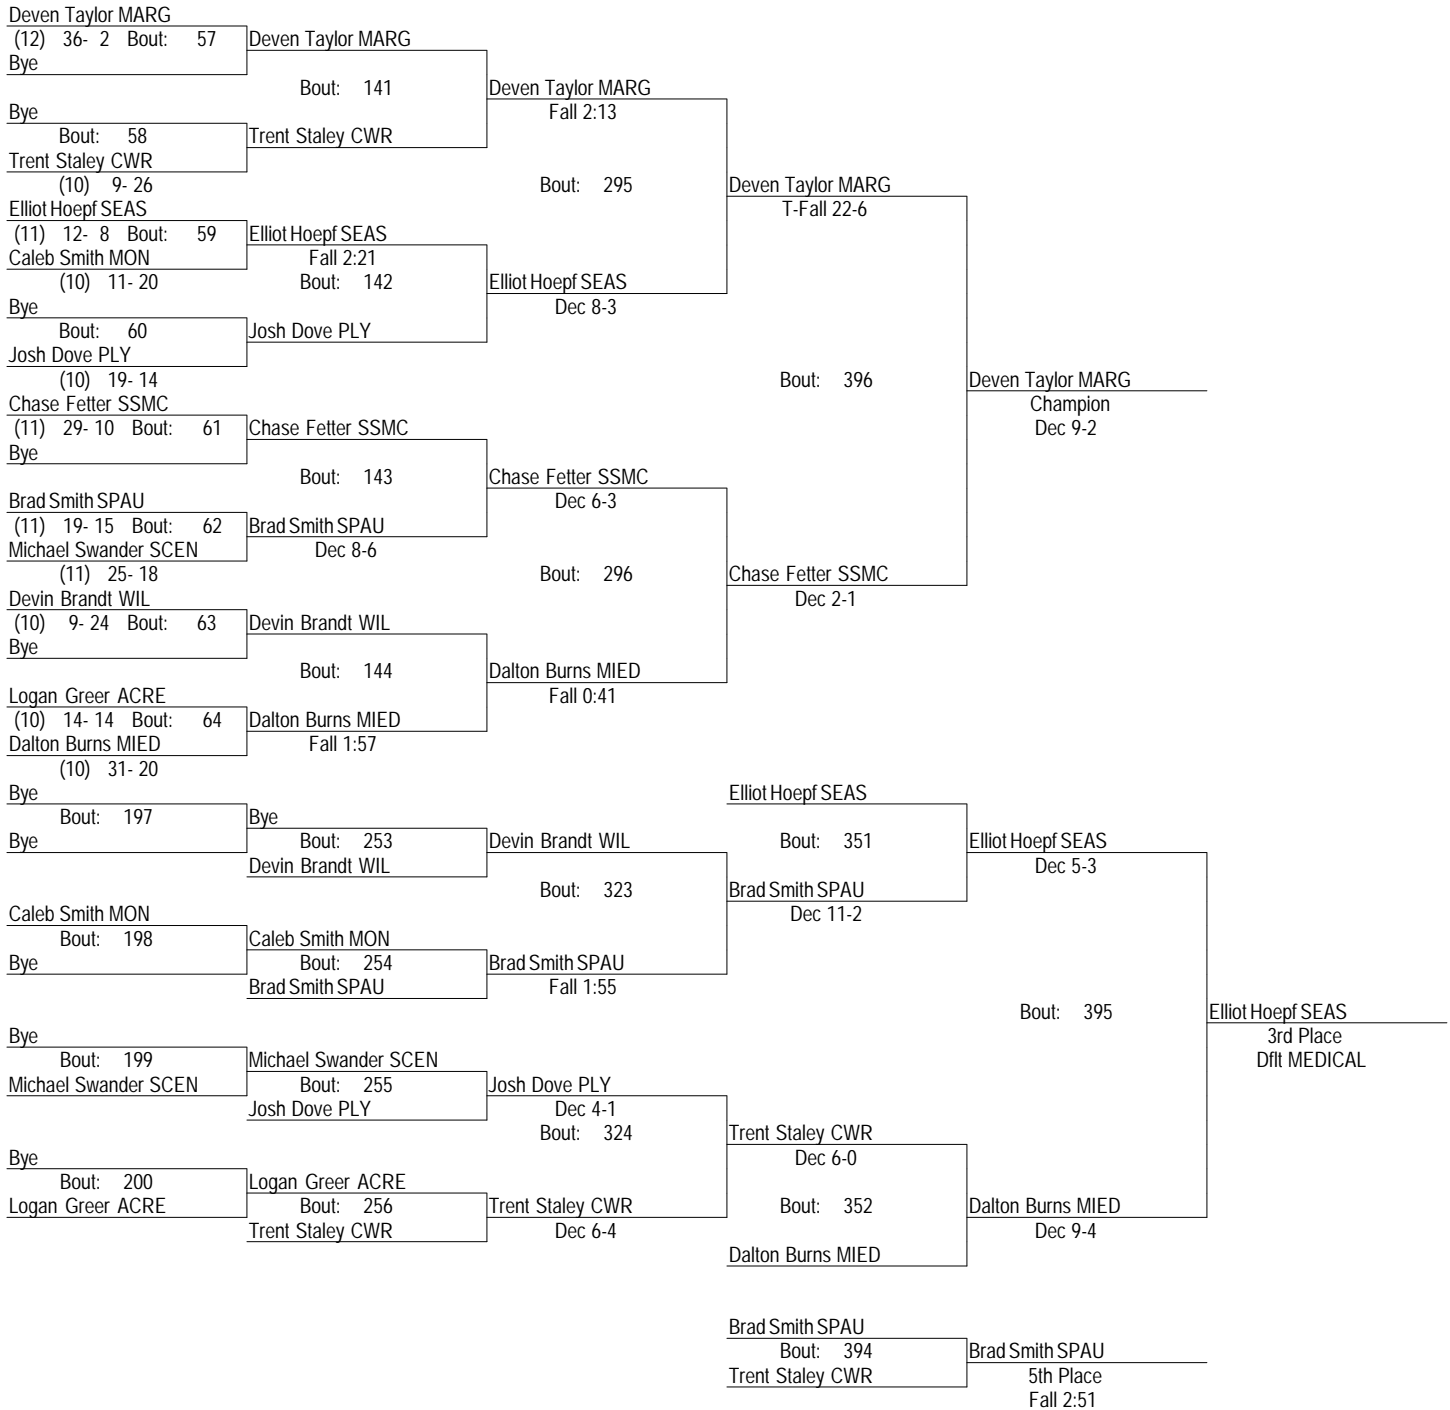 Deven Taylor MARG
(12) 36- 2 Bout: 57 Deven Taylor MARG
Bye
Bout: 141 Deven Taylor MARG
Bye Fall 2:13
Bout: 58 Trent Staley CWR
Trent Staley CWR
(10) 9- 26 Bout: 295 Deven Taylor MARG
Elliot Hoepf SEAS T-Fall 22-6
(11) 12- 8 Bout: 59 Elliot Hoepf SEAS
Caleb Smith MON Fall 2:21
(10) 11- 20 Bout: 142 Elliot Hoepf SEAS
Bye Dec 8-3
Bout: 60 Josh Dove PLY
Josh Dove PLY
(10) 19- 14 Bout: 396 Deven Taylor MARG
Chase Fetter SSMC Champion
(11) 29- 10 Bout: 61 Chase Fetter SSMC Dec 9-2
Bye
Bout: 143 Chase Fetter SSMC
Brad Smith SPAU Dec 6-3
(11) 19- 15 Bout: 62 Brad Smith SPAU
Michael Swander SCEN Dec 8-6
(11) 25- 18 Bout: 296 Chase Fetter SSMC
Devin Brandt WIL Dec 2-1
(10) 9- 24 Bout: 63 Devin Brandt WIL
Bye
Bout: 144 Dalton Burns MIED
Logan Greer ACRE Fall 0:41
(10) 14- 14 Bout: 64 Dalton Burns MIED
Dalton Burns MIED Fall 1:57
(10) 31- 20
Bye Elliot Hoepf SEAS
Bout: 197 Bye
Bye Bout: 253 Devin Brandt WIL Bout: 351 Elliot Hoepf SEAS
Devin Brandt WIL Dec 5-3
Bout: 323 Brad Smith SPAU
Caleb Smith MON Dec 11-2
Bout: 198 Caleb Smith MON
Bye Bout: 254 Brad Smith SPAU
Brad Smith SPAU Fall 1:55
Bout: 395 Elliot Hoepf SEAS
Bye 3rd Place
Bout: 199 Michael Swander SCEN Dflt MEDICAL
Michael Swander SCEN Bout: 255 Josh Dove PLY
Josh Dove PLY Dec 4-1
Bout: 324 Trent Staley CWR
Bye Dec 6-0
Bout: 200 Logan Greer ACRE
Logan Greer ACRE Bout: 256 Trent Staley CWR Bout: 352 Dalton Burns MIED
Trent Staley CWR Dec 6-4 Dec 9-4
Dalton Burns MIED
Brad Smith SPAU
Bout: 394 Brad Smith SPAU
Trent Staley CWR 5th Place
Fall 2:51